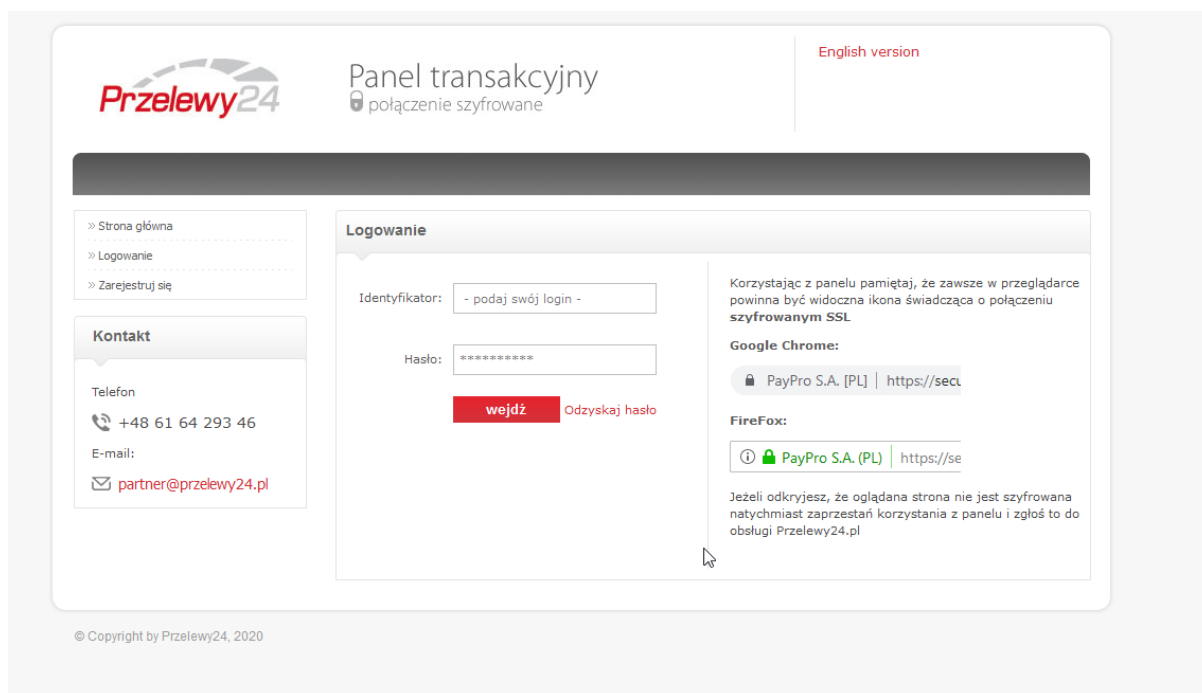 Przelewy24
Panel transakcyjny
połączenie szyfrowane
English version
» Strona główna
» Logowanie
» Zarejestruj się
Kontakt
Telefon
+48 61 64 293 46
E-mail:
partner@przelewy24.pl
Logowanie
Identyfikator:
- podaj swój login -
Hasło:
**********
wejdź
Odzyskaj hasło
Korzystając z panelu pamiętaj, że zawsze w przeglądarce
powinna być widoczna ikona świadcząca o połączeniu
szyfrowanym SSL
Google Chrome:
PayPro S.A. [PL] | https://secu
FireFox:
PayPro S.A. (PL) | https://se
Jeżeli odkryjesz, że oglądana strona nie jest szyfrowana
natychmiast zaprzestań korzystania z panelu i zgłoś to do
obsługi Przelewy24.pl
© Copyright by Przelewy24, 2020